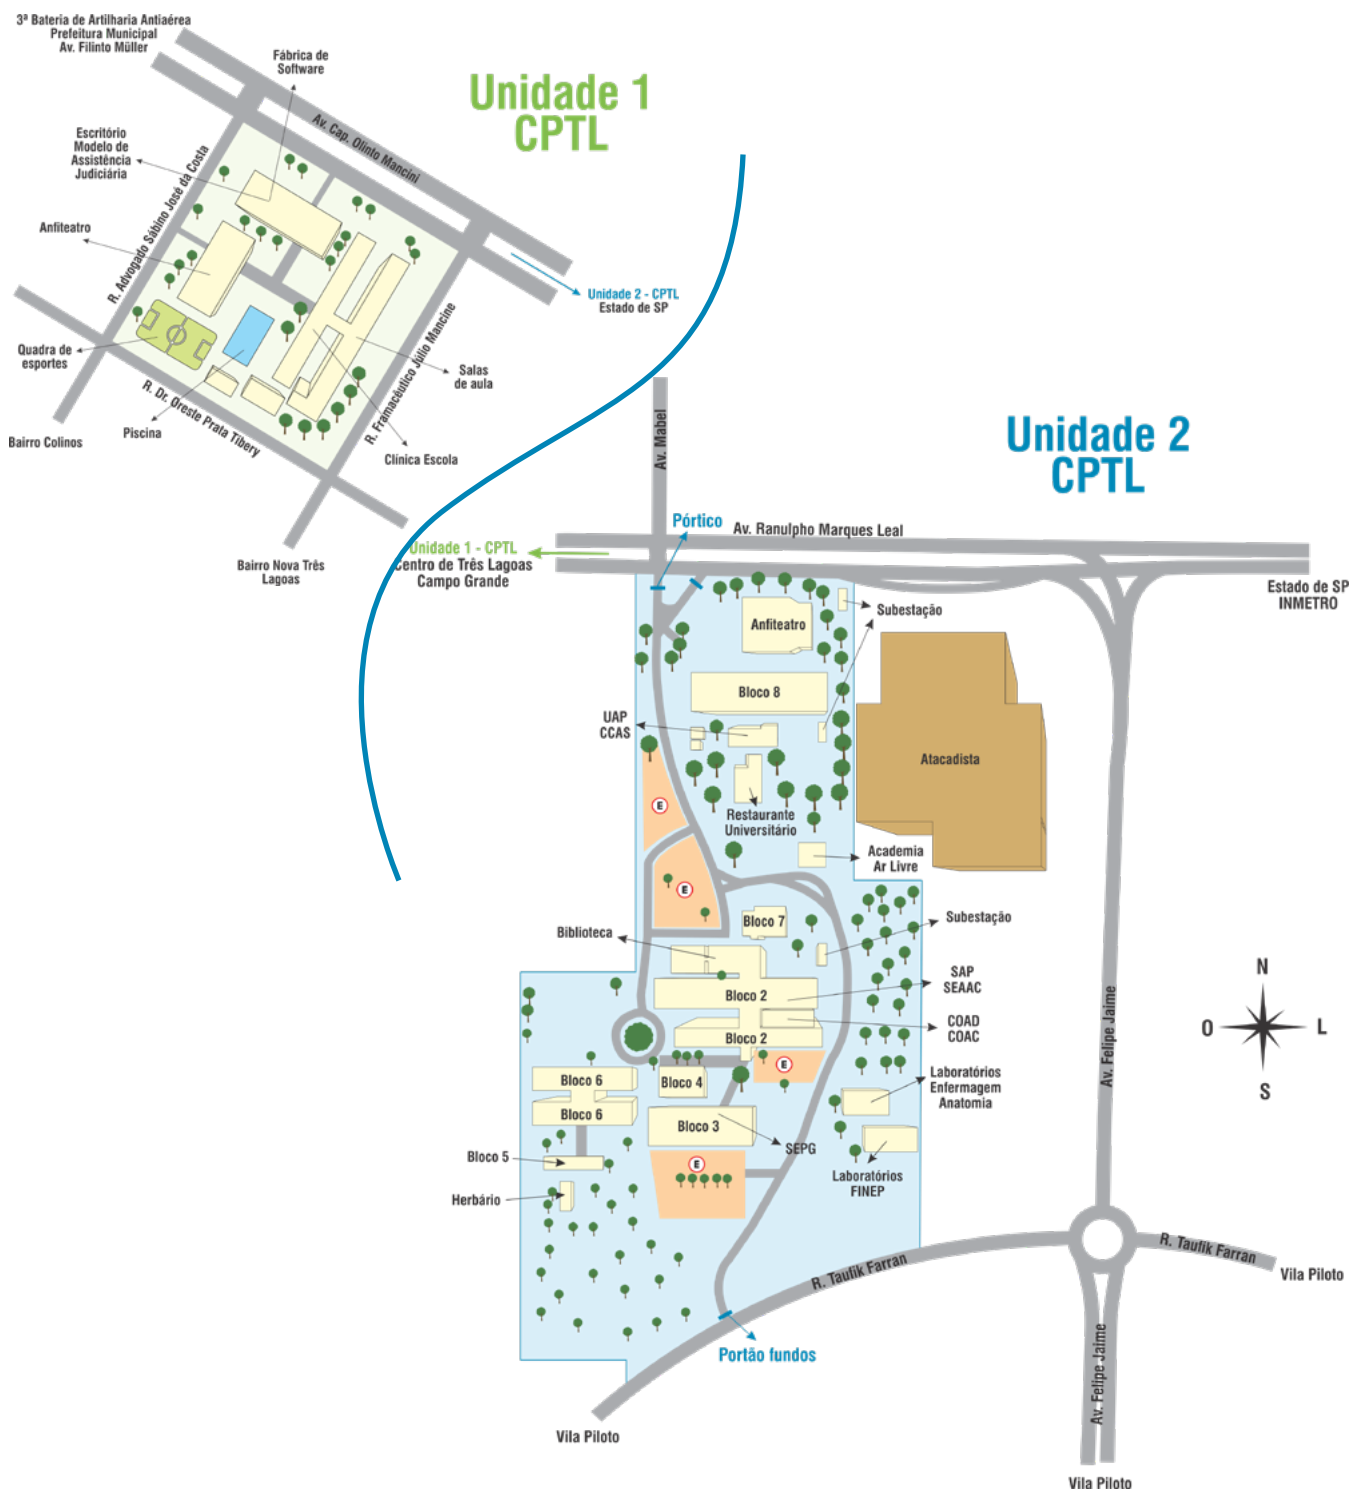 3ª Bateria de Artilharia Antiaérea
Prefeitura Municipal
Av. Filinto Müller
Fábrica de
Software
Unidade 1
CPTL
Av. Cap. Olinto Mancini
Escritório
Modelo de
Assistência
Judiciária
R. Advogado Sábino José da Costa
Anfiteatro
Unidade 2 - CPTL
Estado de SP
Quadra de
esportes
R. Framacêutico Júlio Mancine
Salas
de aula
R. Dr. Øreste Prata Tibery
Piscina
Bairro Colinos
Clínica Escola
Bairro Nova Três
Lagoas
Unidade 2
CPTL
Av. Mabel
Pórtico
Av. Ranulpho Marques Leal
Unidade 1 - CPTL
Centro de Três Lagoas
Campo Grande
Estado de SP
INMETRO
Subestação
Anfiteatro
Bloco 8
UAP
CCAS
Atacadista
E
Restaurante
Universitário
Academia
Ar Livre
E
Bloco 7
Subestação
Biblioteca
SAP
SEAAC
Bloco 2
COAD
COAC
Bloco 2
N
O
L
S
E
Laboratórios
Enfermagem
Anatomia
Av. Felipe Jaime
Bloco 6
Bloco 4
Bloco 6
Bloco 3
SEPG
Bloco 5
E
Laboratórios
FINEP
Herbário
R. Taufik Farran
R. Taufik Farran
Vila Piloto
Portão fundos
Av. Felipe Jaime
Vila Piloto
Vila Piloto